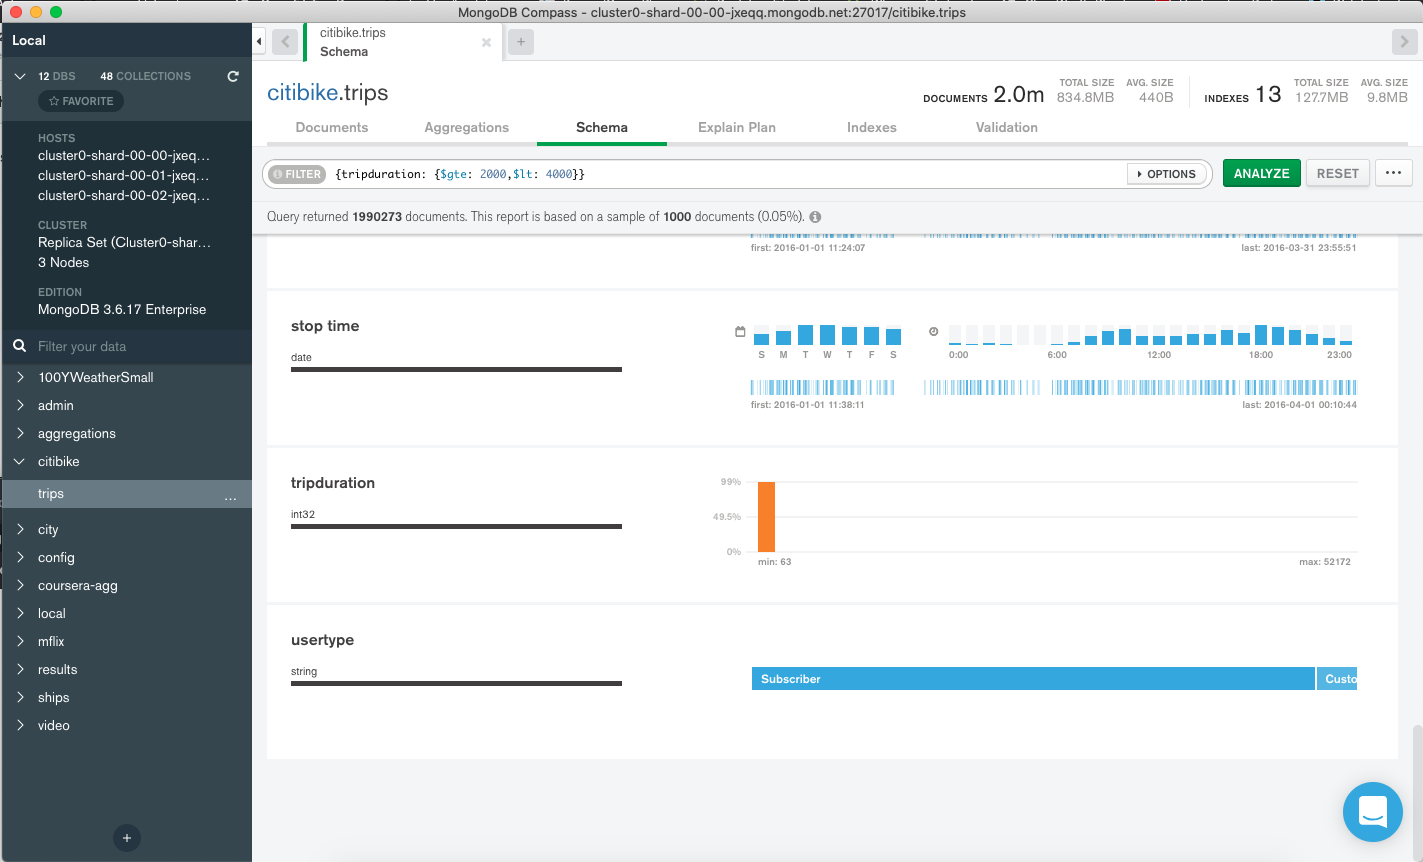 MongoDB Compass - cluster0-shard-00-00-jxeqq.mongodb.net:27017/citibike.trips
Local
12 DBS 48 COLLECTIONS
FAVORITE
HOSTS
cluster0-shard-00-00-jxeq...
cluster0-shard-00-01-jxeq...
cluster0-shard-00-02-jxeq...
CLUSTER
Replica Set (Cluster0-shar...
3 Nodes
EDITION
MongoDB 3.6.17 Enterprise
Filter your data
100YWeatherSmall
admin
aggregations
citibike
trips ...
city
config
coursera-agg
local
mflix
results
ships
video
+
citibike.trips
Schema
+
citibike.trips
DOCUMENTS 2.0m TOTAL SIZE 834.8MB AVG. SIZE 440B
INDEXES 13 TOTAL SIZE 127.7MB AVG. SIZE 9.8MB
Documents Aggregations Schema Explain Plan Indexes Validation
FILTER {tripduration: {$gte: 2000,$lt: 4000}} OPTIONS ANALYZE RESET ...
Query returned 1990273 documents. This report is based on a sample of 1000 documents (0.05%).
first: 2016-01-01 11:24:07 last: 2016-03-31 23:55:51
stop time
date
S M T W T F S
0:00 6:00 12:00 18:00 23:00
first: 2016-01-01 11:38:11 last: 2016-04-01 00:10:44
tripduration
int32
99%
49.5%
0%
min: 63 max: 52172
usertype
string
Subscriber Custo